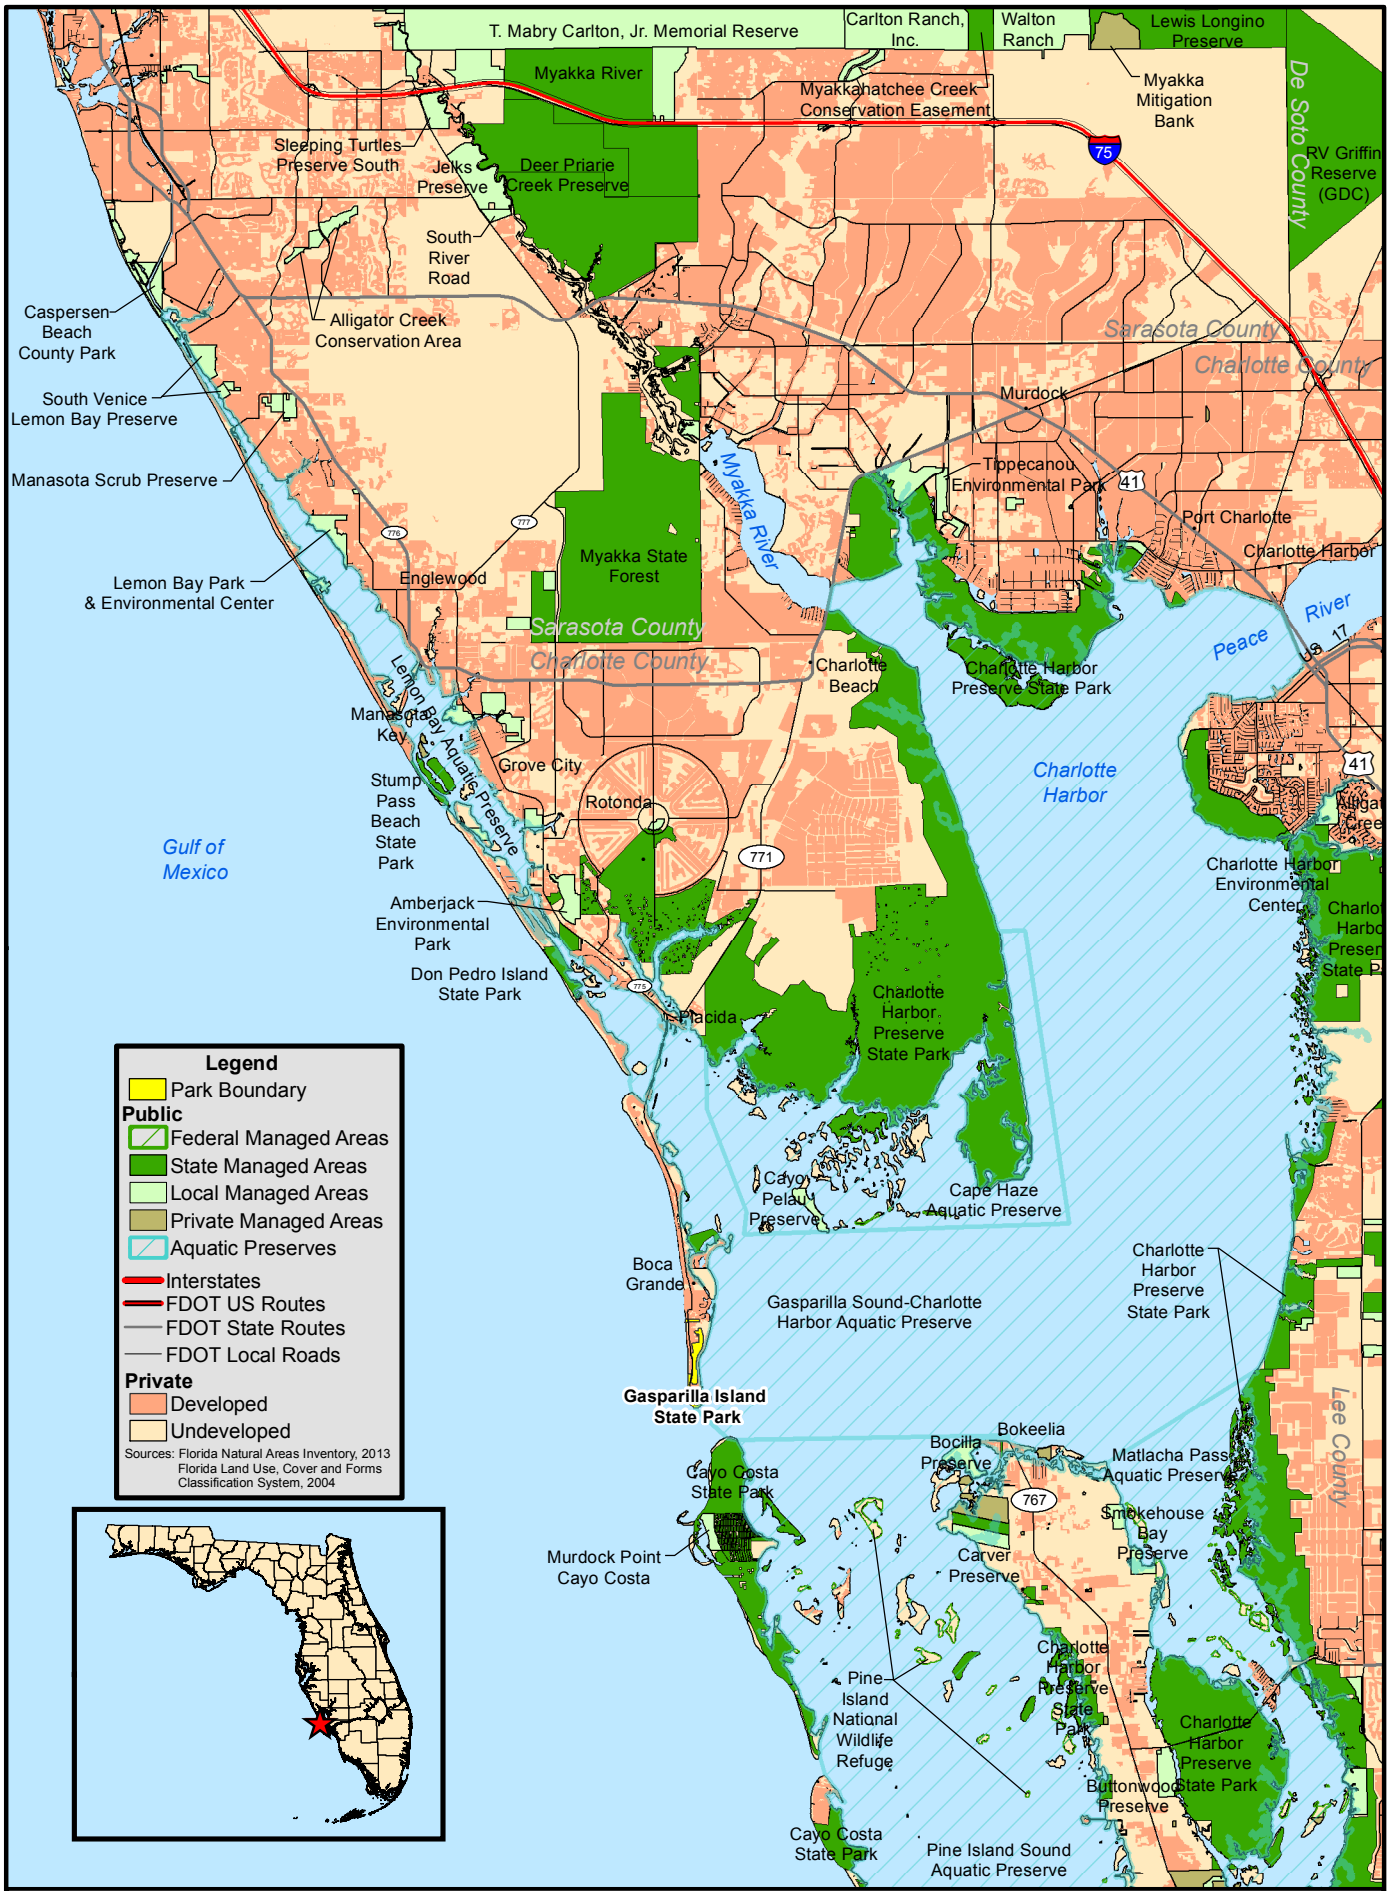 T. Mabry Carlton, Jr. Memorial Reserve
Carlton Ranch,
Inc.
Walton
Ranch
Lewis Longino
Preserve
Myakka River
Myakkahatchee Creek
Conservation Easement
Myakka
Mitigation
Bank
De Soto County
75
RV Griffin
Reserve
(GDC)
Sleeping Turtles
Preserve South
Jelks
Preserve
Deer Priarie
Creek Preserve
South
River
Road
Caspersen
Beach
County Park
Alligator Creek
Conservation Area
Sarasota County
Charlotte County
South Venice
Lemon Bay Preserve
Murdock
Manasota Scrub Preserve
Myakka River
Tippecanou
Environmental Park
41
Port Charlotte
776
777
Charlotte Harbor
Lemon Bay Park
& Environmental Center
Englewood
Myakka State
Forest
Sarasota County
Charlotte County
Peace
River
US 17
Charlotte
Beach
Charlotte Harbor
Preserve State Park
Lemon Bay Aquatic Preserve
Manasota
Key
Grove City
Stump
Pass
Beach
State
Park
Rotonda
771
Charlotte
Harbor
41
Alligat
Cree
Gulf of
Mexico
Charlotte Harbor
Environmental
Center
Amberjack
Environmental
Park
Charlot
Harbo
Preser
State P
Don Pedro Island
State Park
775
Placida
Charlotte
Harbor
Preserve
State Park
Cayo
Pelau
Preserve
Cape Haze
Aquatic Preserve
Boca
Grande
Gasparilla Sound-Charlotte
Harbor Aquatic Preserve
Charlotte
Harbor
Preserve
State Park
Gasparilla Island
State Park
Lee County
Bokeelia
Bocilla
Preserve
Matlacha Pass
Aquatic Preserve
Cayo Costa
State Park
767
Smokehouse
Bay
Preserve
Murdock Point
Cayo Costa
Carver
Preserve
Charlotte
Harbor
Preserve
State
Park
Pine
Island
National
Wildlife
Refuge
Charlotte
Harbor
Preserve
State Park
Buttonwood
Preserve
Cayo Costa
State Park
Pine Island Sound
Aquatic Preserve
Legend
Park Boundary
Public
Federal Managed Areas
State Managed Areas
Local Managed Areas
Private Managed Areas
Aquatic Preserves
Interstates
FDOT US Routes
FDOT State Routes
FDOT Local Roads
Private
Developed
Undeveloped
Sources: Florida Natural Areas Inventory, 2013
Florida Land Use, Cover and Forms
Classification System, 2004